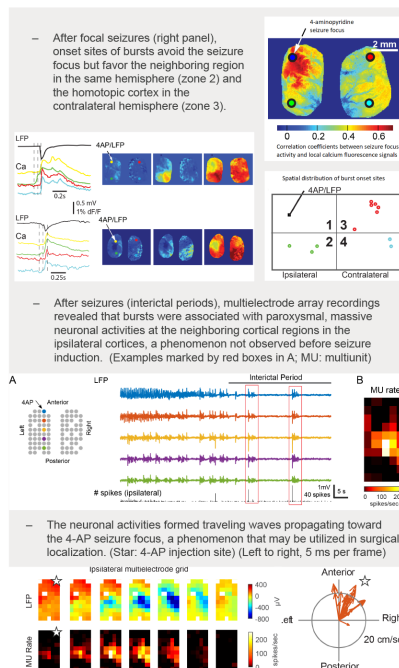 – After focal seizures (right panel),
onset sites of bursts avoid the seizure
focus but favor the neighboring region
in the same hemisphere (zone 2) and
the homotopic cortex in the
contralateral hemisphere (zone 3).
4-aminopyridine
seizure focus
2 mm
0 0.2 0.4 0.6
Correlation coefficients between seizure focus
activity and local calcium fluorescence signals
LFP
Ca
4AP/LFP
0.5 mV
1% dF/F
0.2s
LFP
Ca
4AP/LFP
0.2s
Spatial distribution of burst onset sites
4AP/LFP
1 3
2 4
Ipsilateral Contralateral
– After seizures (interictal periods), multielectrode array recordings
revealed that bursts were associated with paroxysmal, massive
neuronal activities at the neighboring cortical regions in the
ipsilateral cortices, a phenomenon not observed before seizure
induction. (Examples marked by red boxes in A; MU: multiunit)
A
4AP
Anterior
Left
Right
Posterior
LFP
Interictal Period
# spikes (ipsilateral)
1mV
40 spikes
5 s
B
MU rate
0 100
spikes/sec
– The neuronal activities formed traveling waves propagating toward
the 4-AP seizure focus, a phenomenon that may be utilized in surgical
localization. (Star: 4-AP injection site) (Left to right, 5 ms per frame)
Ipsilateral multielectrode grid
LFP
400
0
-400
-800
µV
MU Rate
200
100
0
spikes/sec
Anterior
Left
Right
20 cm/s
Posterior